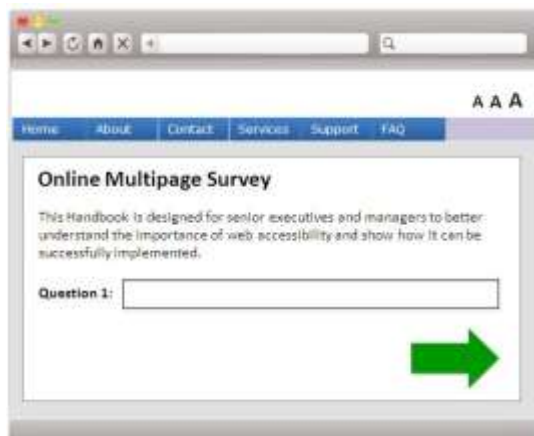 A A A
Home About Contact Services Support FAQ
Online Multipage Survey
This Handbook is designed for senior executives and managers to better
understand the importance of web accessibility and show how it can be
successfully implemented.
Question 1: